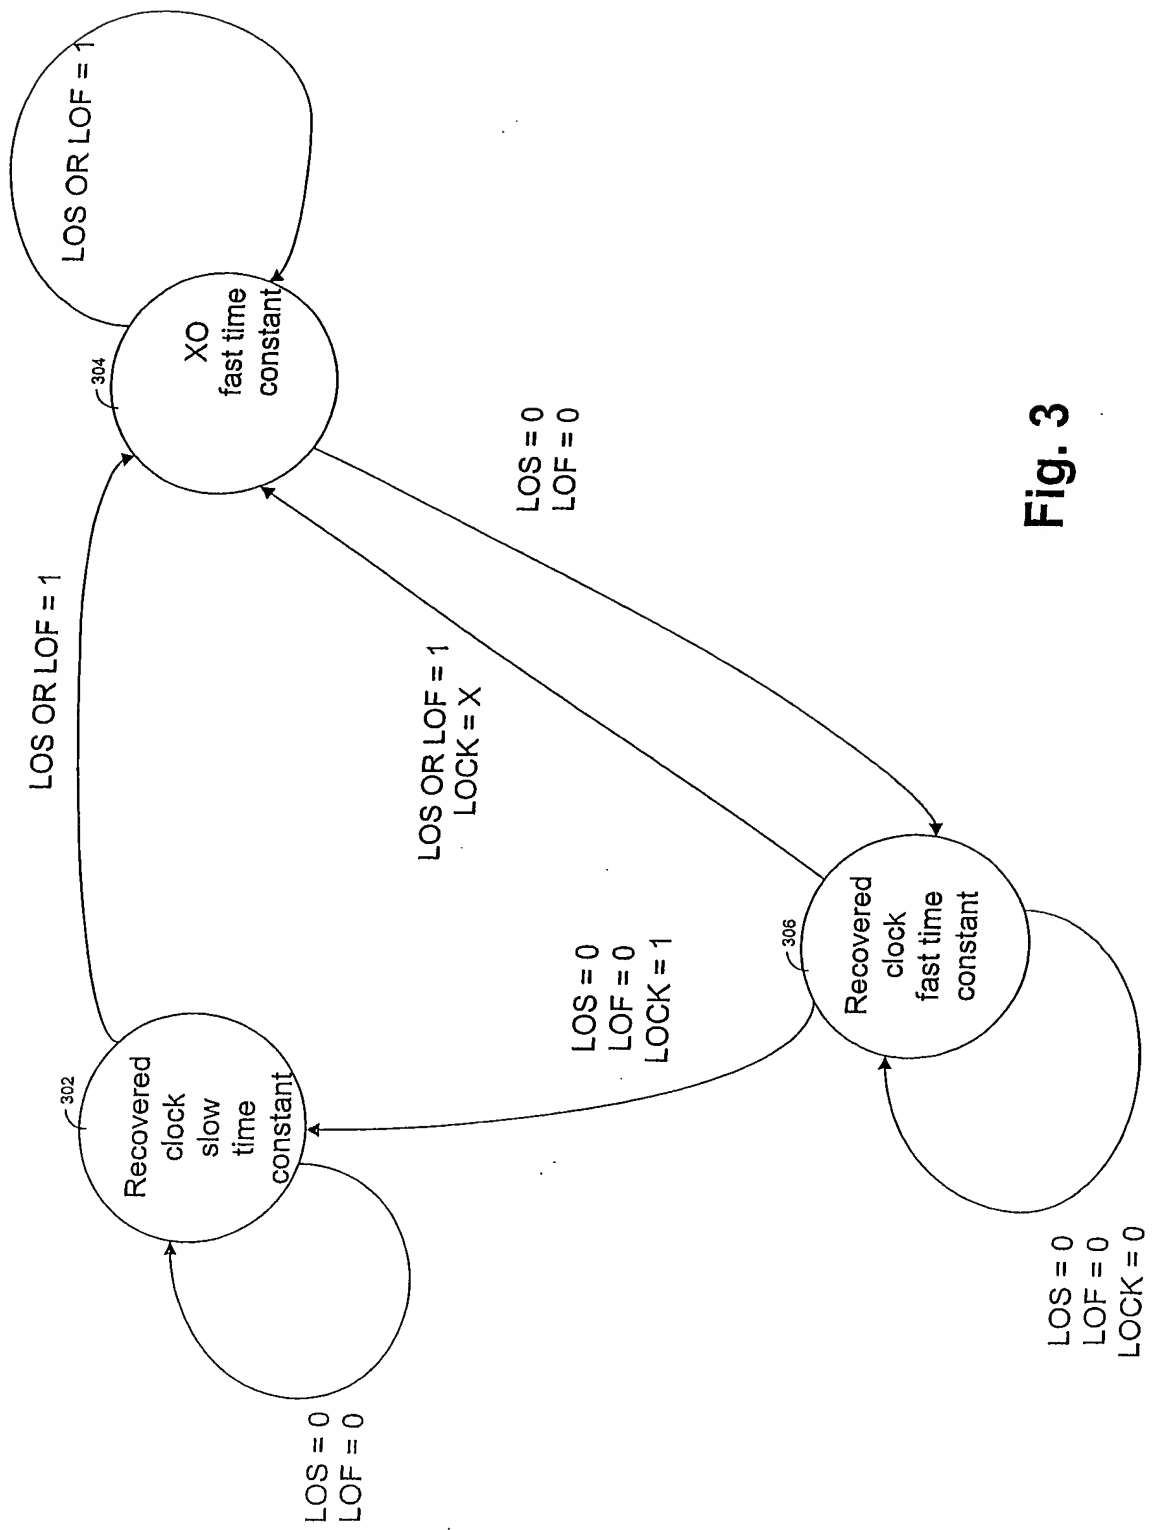 LOS OR LOF = 1
302
Recovered
clock
slow
time
constant
304
XO
fast time
constant
LOS OR LOF = 1
LOS = 0
LOF = 0
LOS OR LOF = 1
LOCK = X
LOS = 0
LOF = 0
LOS = 0
LOF = 0
LOCK = 1
306
Recovered
clock
fast time
constant
LOS = 0
LOF = 0
LOCK = 0
Fig. 3